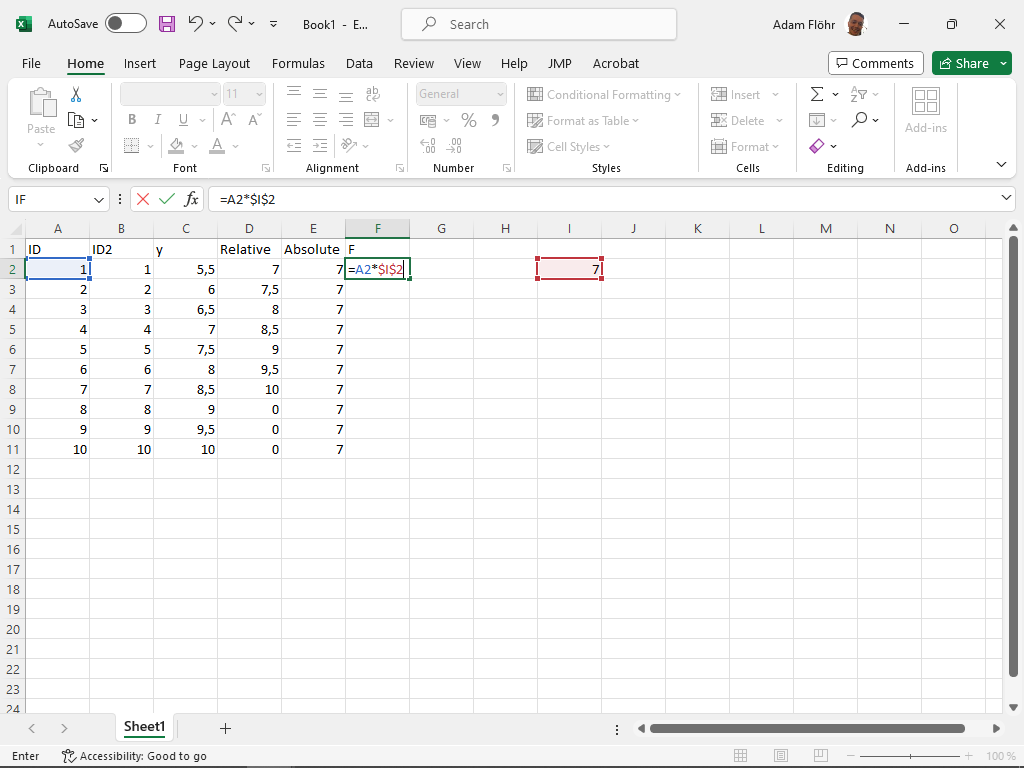 AutoSave Book1 - E... Search Adam Flöhr
File Home Insert Page Layout Formulas Data Review View Help JMP Acrobat Comments Share
Paste
B I U A A
General
% 9
Conditional Formatting
Format as Table
Cell Styles
Insert
Delete
Format
Add-ins
11
Clipboard Font Alignment Number Styles Cells Editing Add-ins
IF fx =A2*$I$2
A B C D E F G H I J K L M N O
1 ID ID2 y Relative Absolute F
2 1 1 5,5 7 7 =A2*$I$2 7
3 2 2 6 7,5 7
4 3 3 6,5 8 7
5 4 4 7 8,5 7
6 5 5 7,5 9 7
7 6 6 8 9,5 7
8 7 7 8,5 10 7
9 8 8 9 0 7
10 9 9 9,5 0 7
11 10 10 10 0 7
12
13
14
15
16
17
18
19
20
21
22
23
24
Sheet1
Enter Accessibility: Good to go 100 %